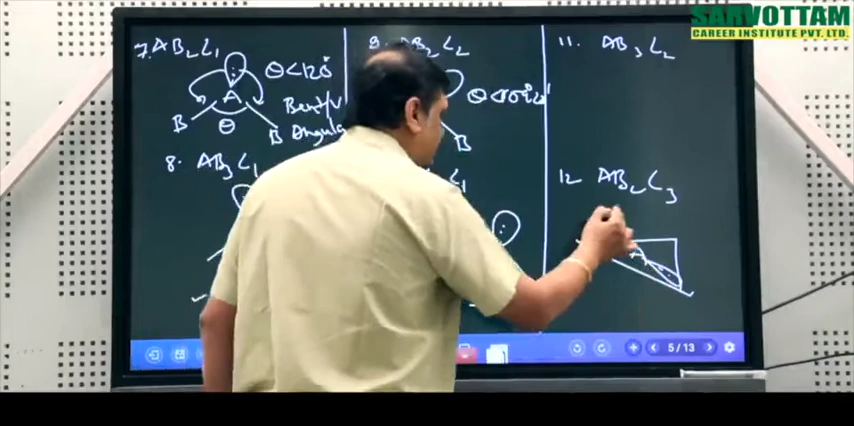 SARVOTTAM
CAREER INSTITUTE PVT. LTD.
7. AB₂L₁
θ<120°
A
B
θ
B
Bent/V
Angula
8. AB₃L₁
9. AB₂L₂
B
11. AB₃L₂
12 AB₂L₃
5/13